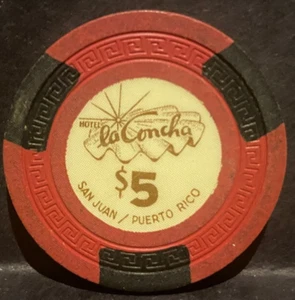 HOTEL
la Concha
$5
SAN JUAN / PUERTO RICO